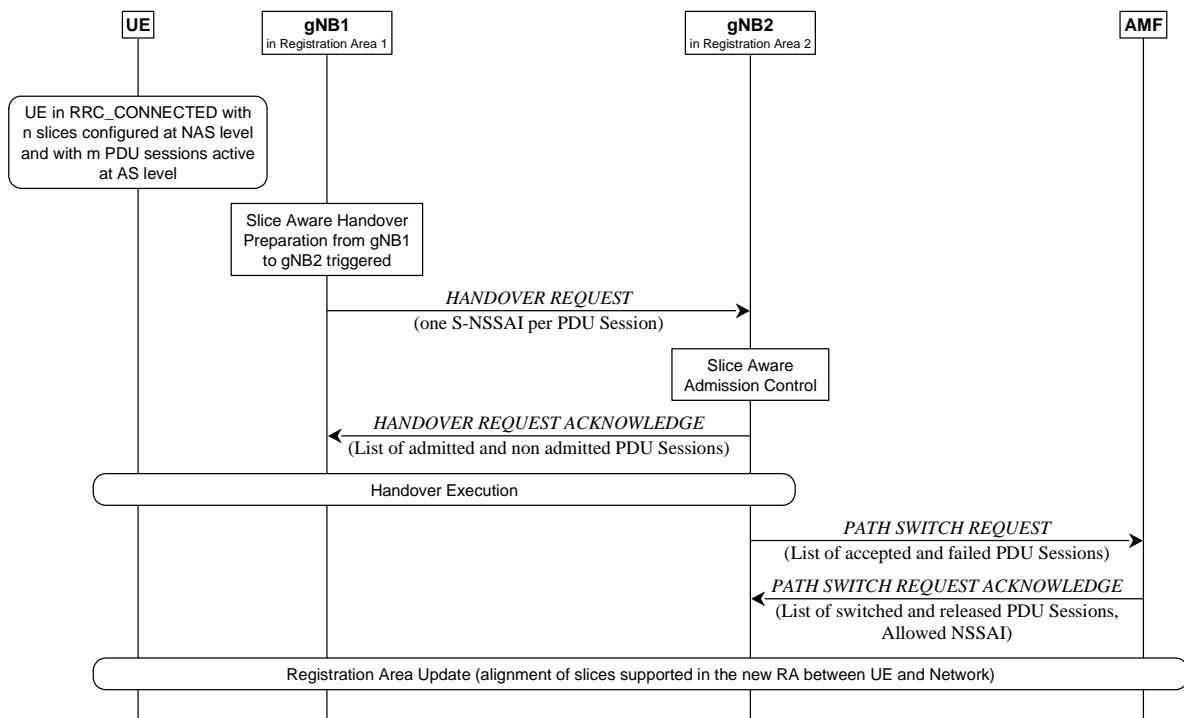 UE
gNB1
in Registration Area 1
gNB2
in Registration Area 2
AMF
UE in RRC_CONNECTED with
n slices configured at NAS level
and with m PDU sessions active
at AS level
Slice Aware Handover
Preparation from gNB1
to gNB2 triggered
HANDOVER REQUEST
(one S-NSSAI per PDU Session)
Slice Aware
Admission Control
HANDOVER REQUEST ACKNOWLEDGE
(List of admitted and non admitted PDU Sessions)
Handover Execution
PATH SWITCH REQUEST
(List of accepted and failed PDU Sessions)
PATH SWITCH REQUEST ACKNOWLEDGE
(List of switched and released PDU Sessions,
Allowed NSSAI)
Registration Area Update (alignment of slices supported in the new RA between UE and Network)